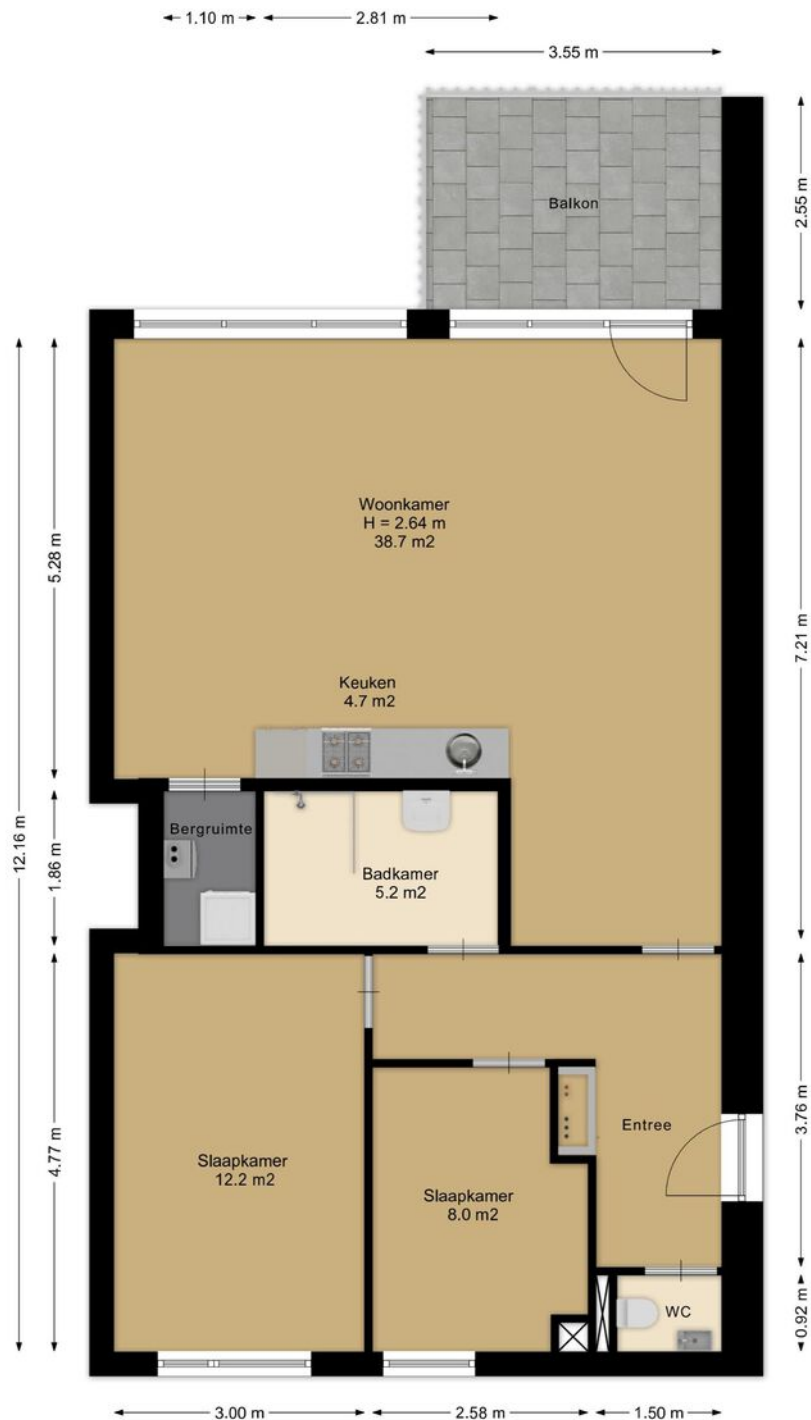 1.10 m
2.81 m
3.55 m
2.55 m
Balkon
Woonkamer
H = 2.64 m
38.7 m2
5.28 m
7.21 m
Keuken
4.7 m2
12.16 m
1.86 m
Bergruimte
Badkamer
5.2 m2
4.77 m
3.76 m
Entree
Slaapkamer
12.2 m2
Slaapkamer
8.0 m2
WC
0.92 m
3.00 m
2.58 m
1.50 m